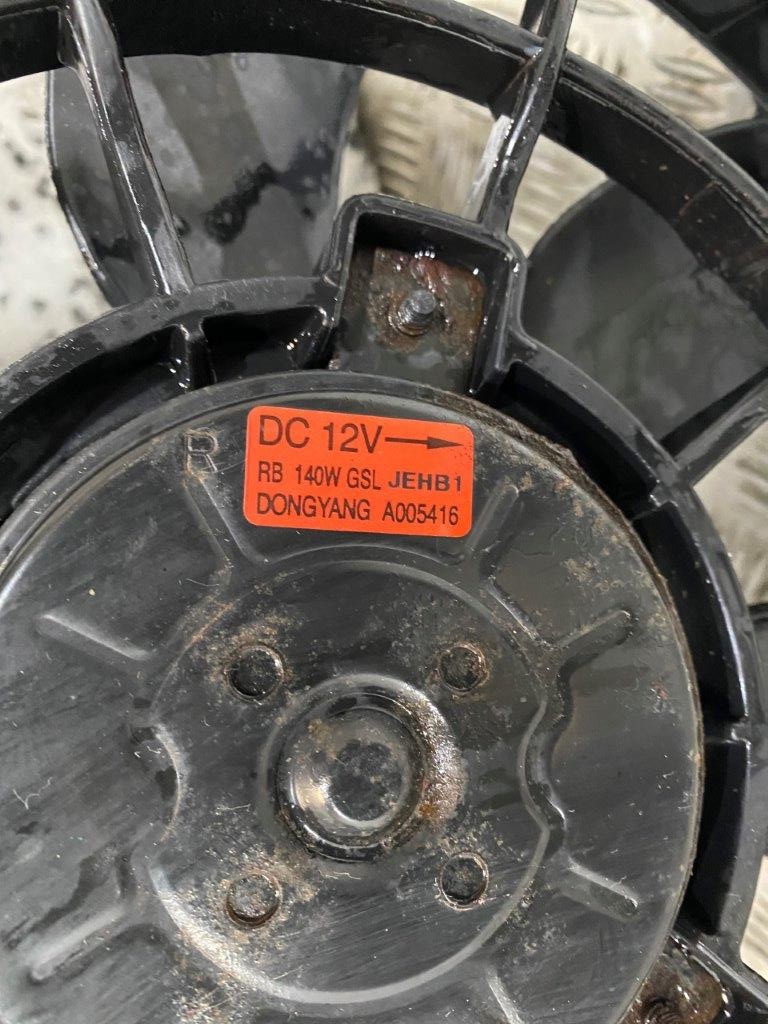 R
DC 12V
RB 140W GSL JEHB1
DONGYANG A005416